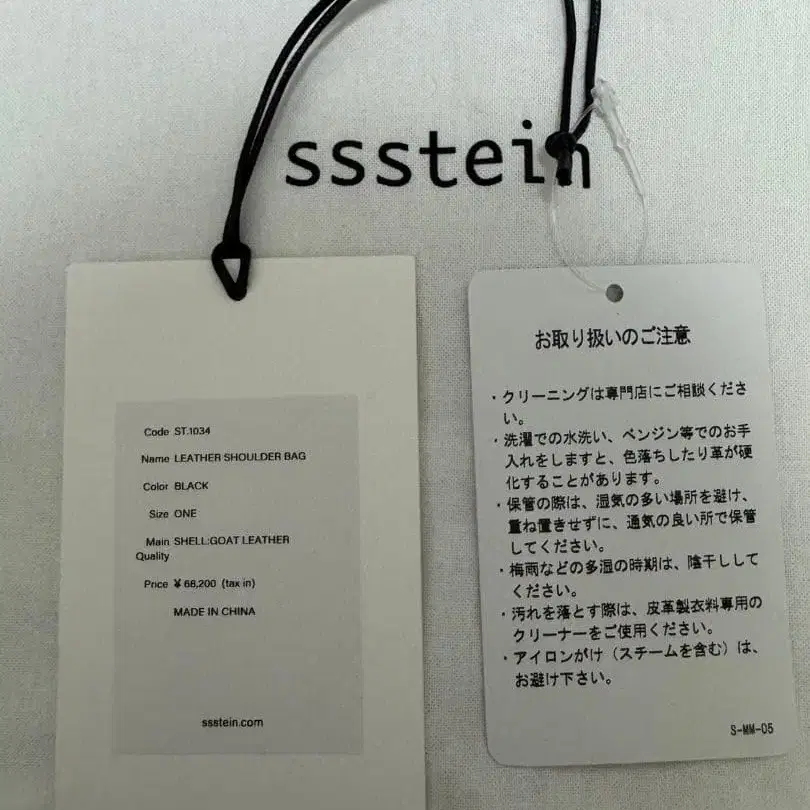 ssstein
Code ST.1034
Name LEATHER SHOULDER BAG
Color BLACK
Size ONE
Main SHELL:GOAT LEATHER
Quality
Price ¥ 68,200 (tax in)
MADE IN CHINA
ssstein.com
お取り扱いのご注意
・クリーニングは専門店にご相談くださ
い。
・洗濯での水洗い、ベンジン等でのお手
入れをしますと、色落ちしたり革が硬
化することがあります。
・保管の際は、湿気の多い場所を避け、
重ね置きせずに、通気の良い所で保管
してください。
・梅雨などの多湿の時期は、陰干しして
ください。
・汚れを落とす際は、皮革製衣料専用の
クリーナーをご使用ください。
・アイロンがけ（スチームを含む）は、
お避け下さい。
S-MM-05